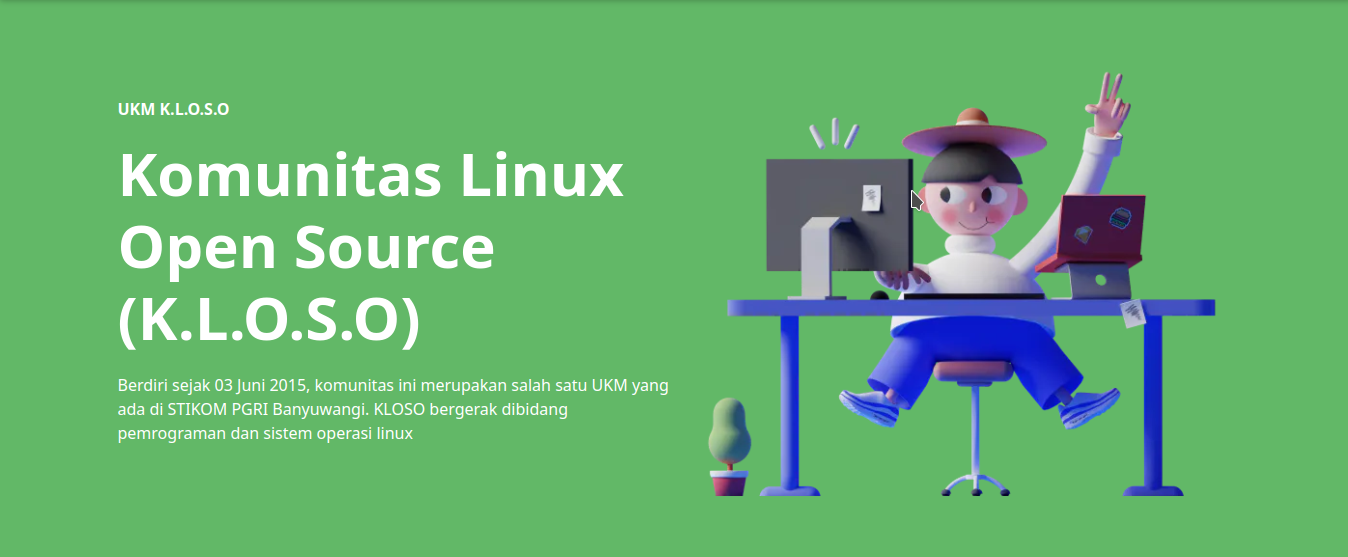 UKM K.L.O.S.O
Komunitas Linux
Open Source
(K.L.O.S.O)
Berdiri sejak 03 Juni 2015, komunitas ini merupakan salah satu UKM yang
ada di STIKOM PGRI Banyuwangi. KLOSO bergerak dibidang
pemrograman dan sistem operasi linux